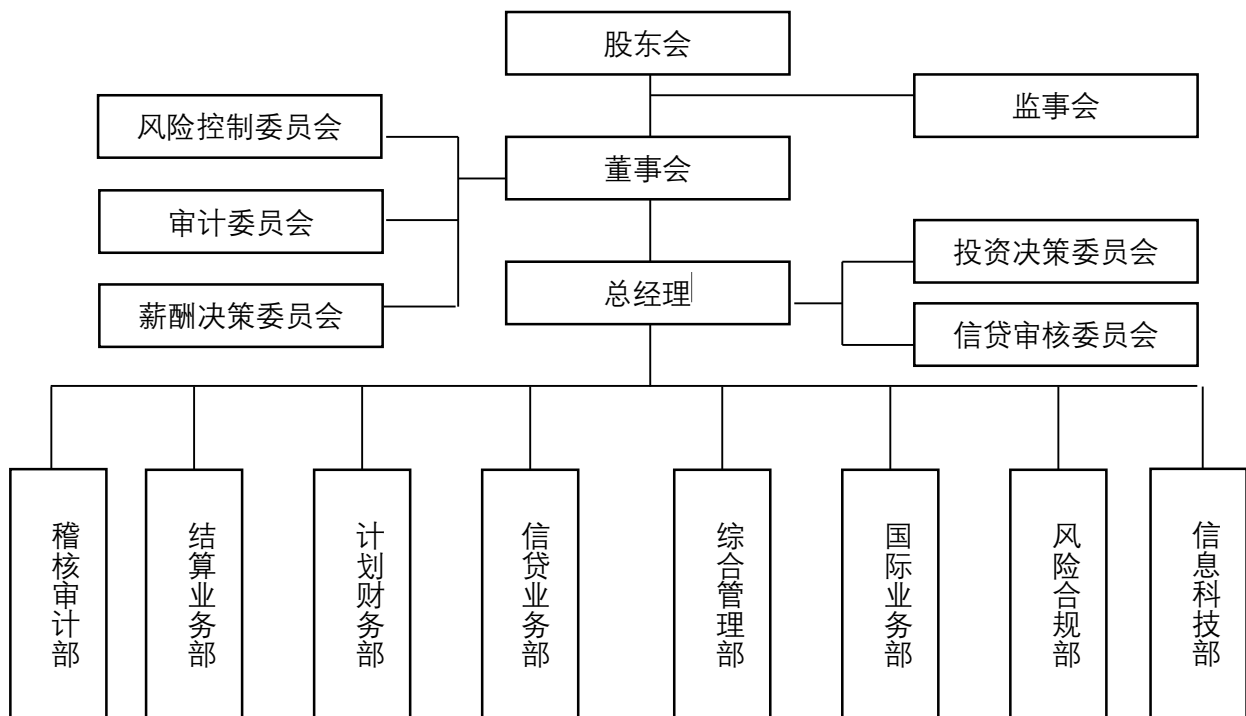 股东会
监事会
风险控制委员会
董事会
审计委员会
投资决策委员会
总经理
薪酬决策委员会
信贷审核委员会
稽核审计部
结算业务部
计划财务部
信贷业务部
综合管理部
国际业务部
风险合规部
信息科技部